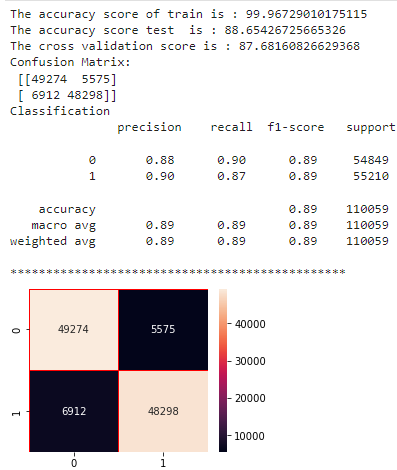 The accuracy score of train is : 99.96729010175115
The accuracy score test  is : 88.65426725665326
The cross validation score is : 87.68160826629368
Confusion Matrix:
[[49274  5575]
[ 6912 48298]]
Classification
precision    recall  f1-score   support
0       0.88      0.90      0.89     54849
1       0.90      0.87      0.89     55210
accuracy                           0.89    110059
macro avg       0.89      0.89      0.89    110059
weighted avg       0.89      0.89      0.89    110059
***********************************************
0 49274 5575
1 6912 48298
0 1
40000
30000
20000
10000